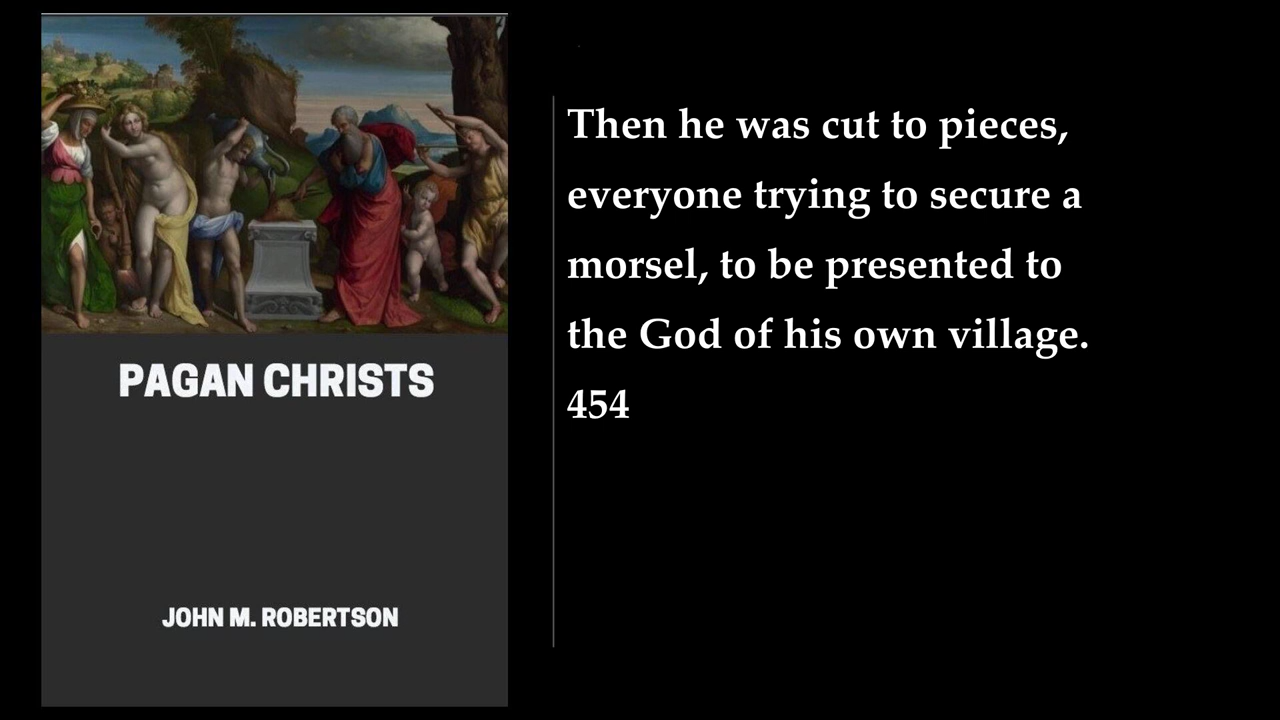 PAGAN CHRISTS
JOHN M. ROBERTSON
Then he was cut to pieces,
everyone trying to secure a
morsel, to be presented to
the God of his own village.
454